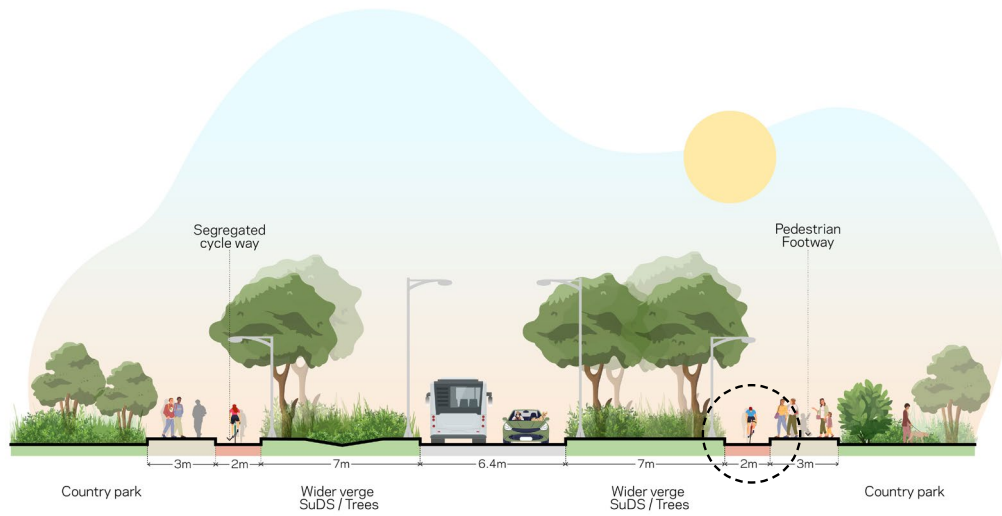 Segregated
cycle way
Pedestrian
Footway
3m
2m
7m
6.4m
7m
2m
3m
Country park
Wider verge
SuDS / Trees
Wider verge
SuDS / Trees
Country park